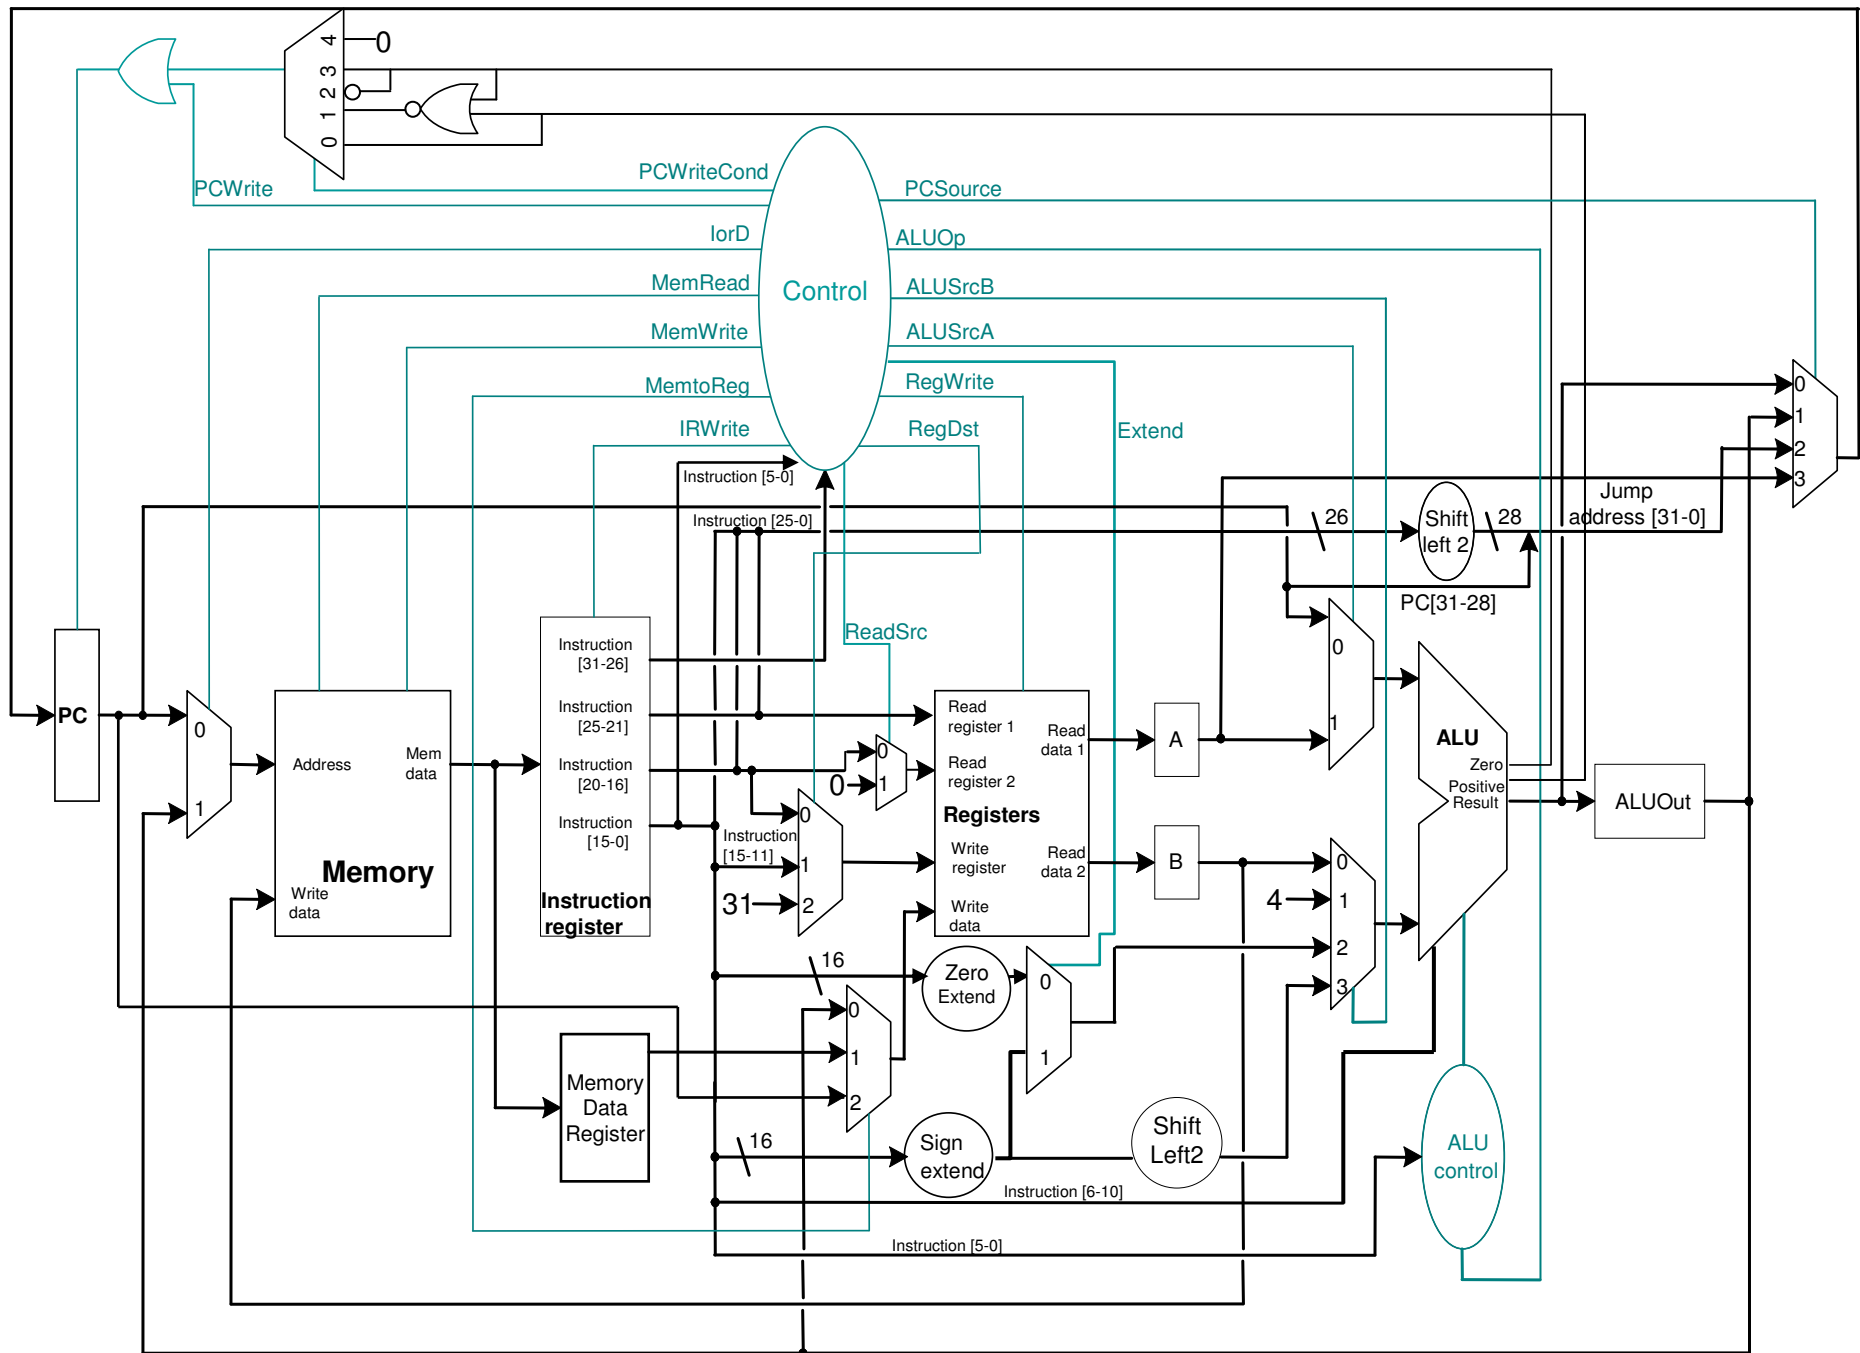 4
0
3
2
1
0
PCWriteCond
PCWrite
PCSource
IorD
ALUOp
MemRead
Control
ALUSrcB
MemWrite
ALUSrcA
MemtoReg
RegWrite
IRWrite
RegDst
Extend
Instruction [5-0]
0
1
2
3
Jump
address [31-0]
Instruction [25-0]
26
Shift
left 2
28
PC[31-28]
ReadSrc
PC
0
1
Address
Mem
data
Memory
Write
data
Instruction
[31-26]
Instruction
[25-21]
Instruction
[20-16]
Instruction
[15-0]
Instruction
register
0
0
1
0
Instruction
[15-11]
1
31
2
Read
register 1
Read
data 1
Read
register 2
Registers
Write
register
Read
data 2
Write
data
A
B
0
1
ALU
Zero
Positive
Result
ALUOut
0
4
1
2
3
16
Zero
Extend
0
1
0
1
2
Memory
Data
Register
16
Sign
extend
Shift
Left2
ALU
control
Instruction [6-10]
Instruction [5-0]